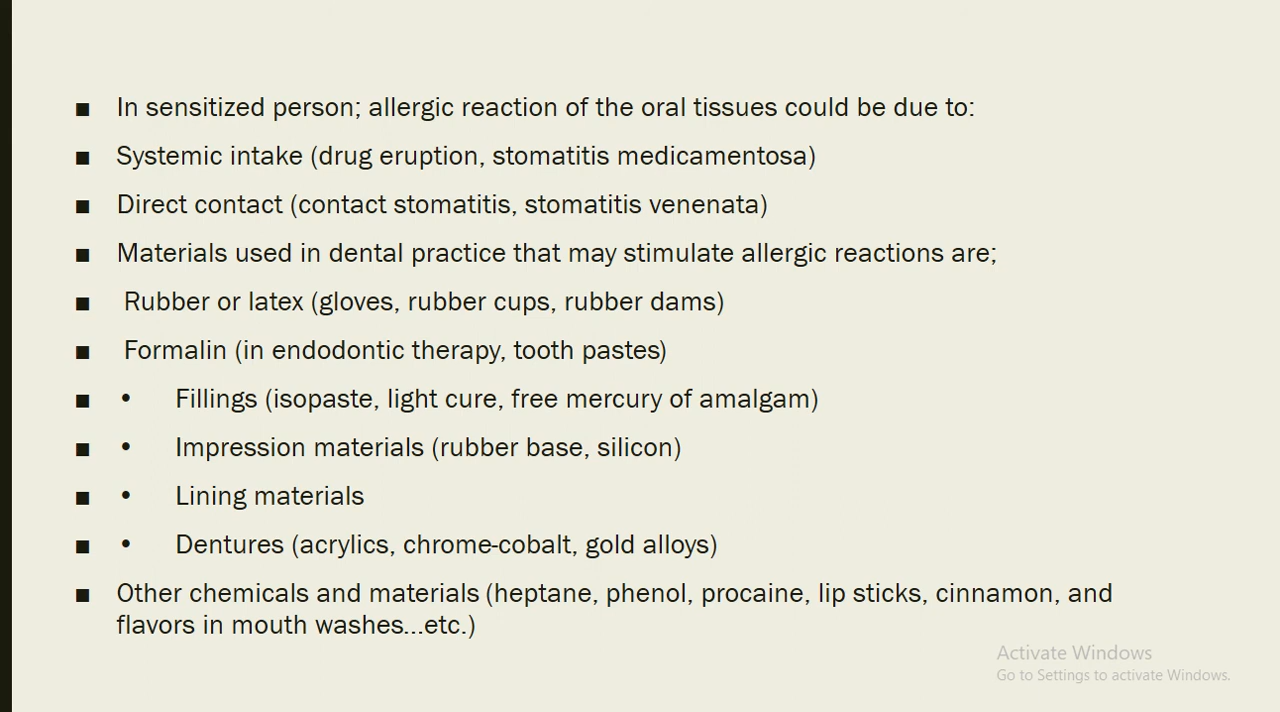 ■ In sensitized person; allergic reaction of the oral tissues could be due to:
■ Systemic intake (drug eruption, stomatitis medicamentosa)
■ Direct contact (contact stomatitis, stomatitis venenata)
■ Materials used in dental practice that may stimulate allergic reactions are;
■ Rubber or latex (gloves, rubber cups, rubber dams)
■ Formalin (in endodontic therapy, tooth pastes)
■ • Fillings (isopaste, light cure, free mercury of amalgam)
■ • Impression materials (rubber base, silicon)
■ • Lining materials
■ • Dentures (acrylics, chrome-cobalt, gold alloys)
■ Other chemicals and materials (heptane, phenol, procaine, lip sticks, cinnamon, and
flavors in mouth washes...etc.)
Activate Windows
Go to Settings to activate Windows.